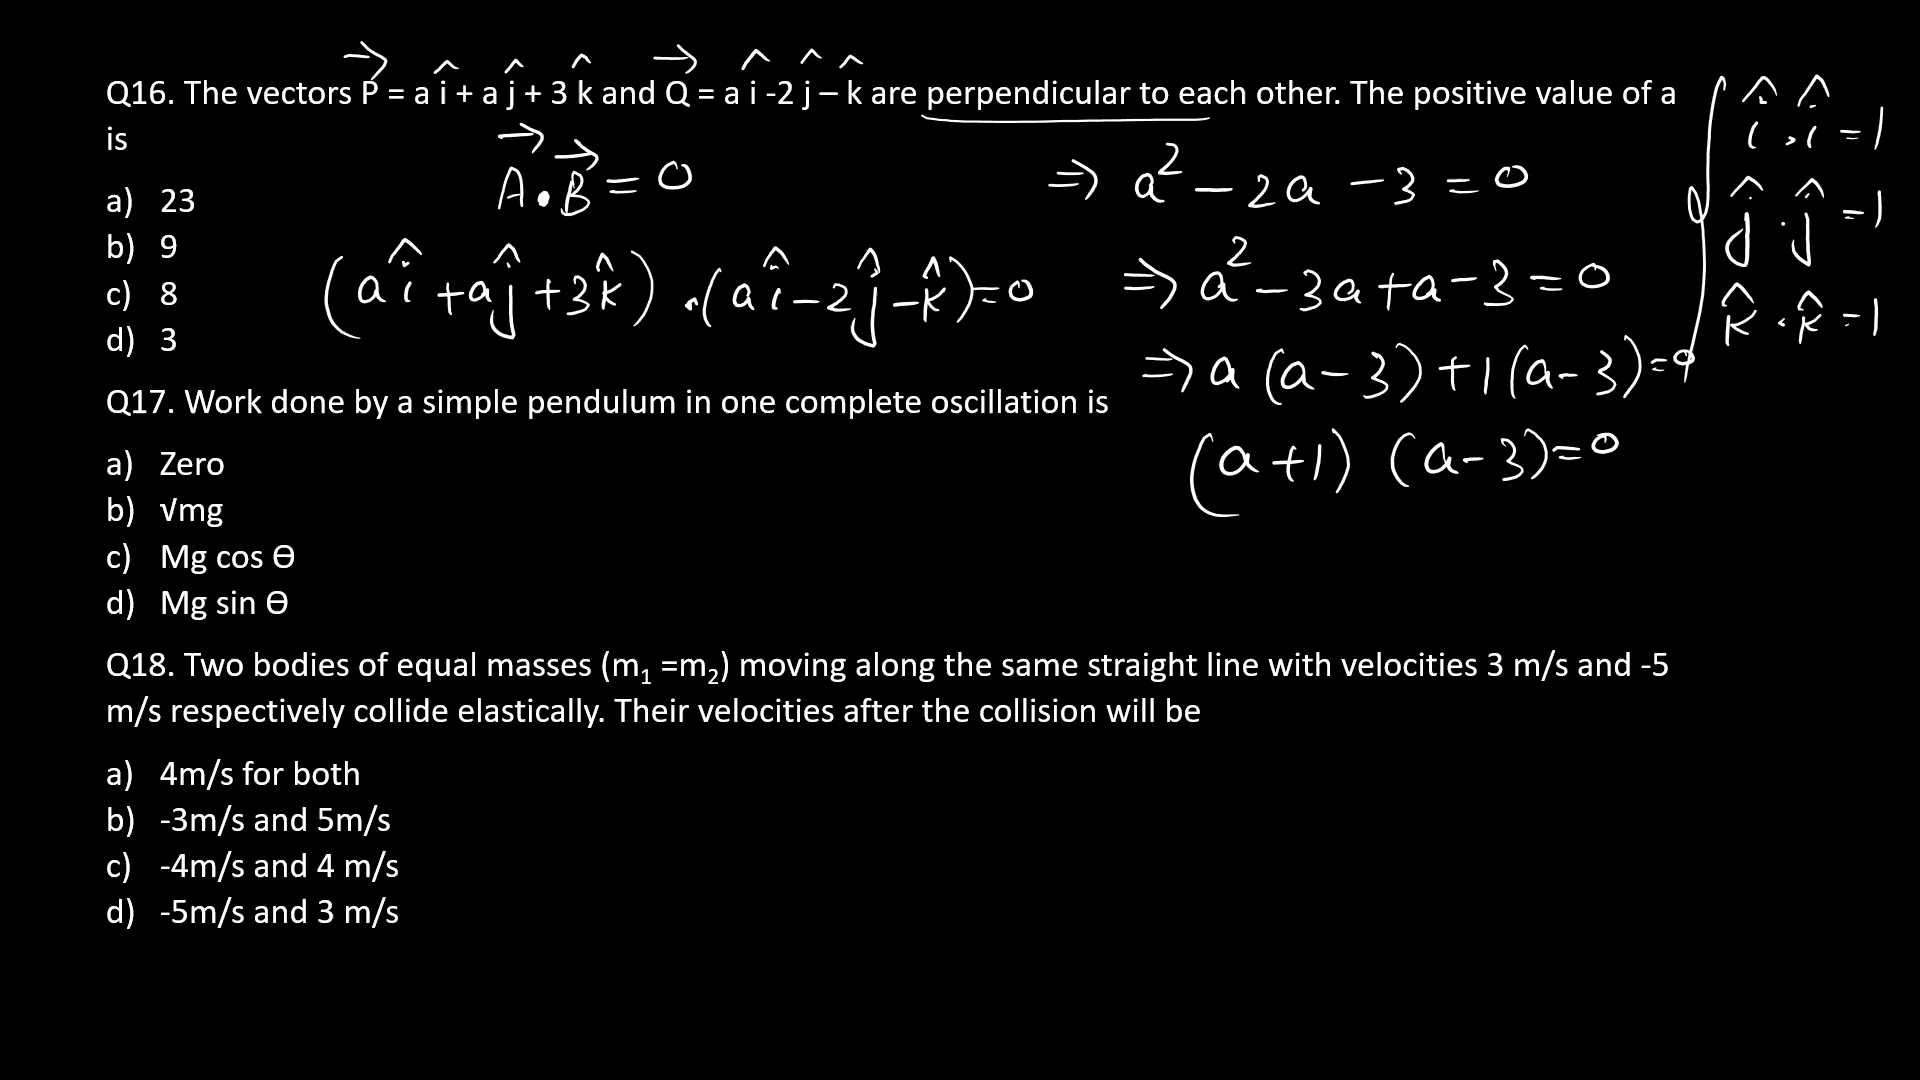 Q16. The vectors P⃗ = a î + a ĵ + 3 k̂ and Q⃗ = a î -2 ĵ – k̂ are perpendicular to each other. The positive value of a
is
A⃗ . B⃗ = 0
(aî + aĵ + 3k̂) . (aî – 2ĵ – k̂) = 0
a) 23
b) 9
c) 8
d) 3
⇒ a² – 2a – 3 = 0
⇒ a² – 3a + a – 3 = 0
⇒ a (a – 3) + 1 (a – 3) = 0
(a + 1) (a – 3) = 0
î . î = 1
ĵ . ĵ = 1
k̂ . k̂ = 1
Q17. Work done by a simple pendulum in one complete oscillation is
a) Zero
b) √mg
c) Mg cos ϴ
d) Mg sin ϴ
Q18. Two bodies of equal masses (m₁ =m₂) moving along the same straight line with velocities 3 m/s and -5
m/s respectively collide elastically. Their velocities after the collision will be
a) 4m/s for both
b) -3m/s and 5m/s
c) -4m/s and 4 m/s
d) -5m/s and 3 m/s